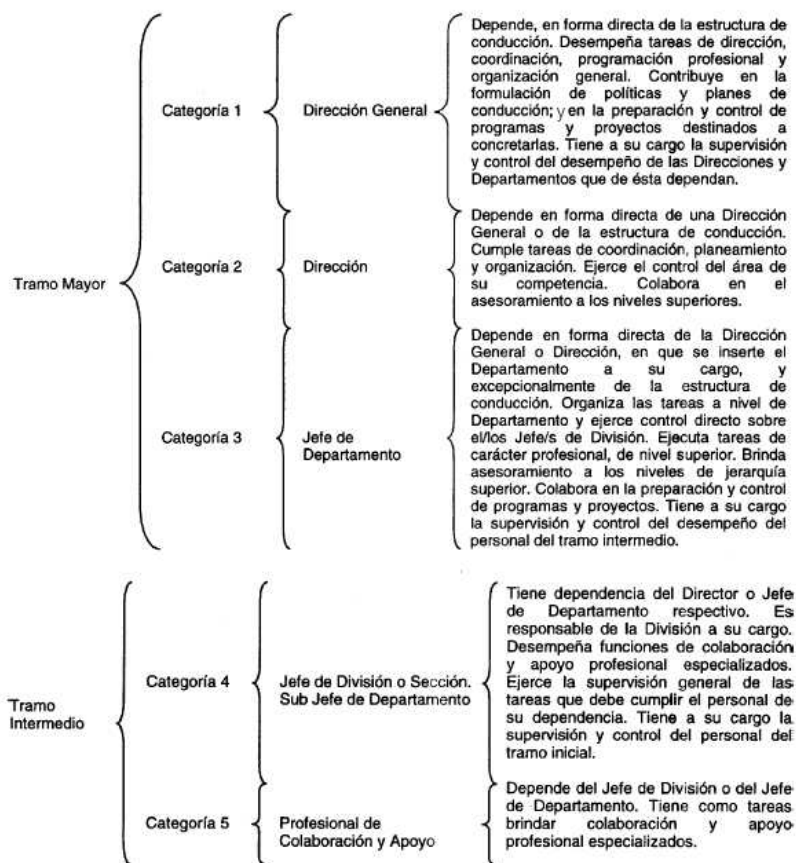 Tramo Mayor
Categoría 1
Dirección General
Depende, en forma directa de la estructura de
conducción. Desempeña tareas de dirección,
coordinación, programación profesional y
organización general. Contribuye en la
formulación de políticas y planes de
conducción; y en la preparación y control de
programas y proyectos destinados a
concretarlas. Tiene a su cargo la supervisión
y control del desempeño de las Direcciones y
Departamentos que de ésta dependan.
Categoría 2
Dirección
Depende en forma directa de una Dirección
General o de la estructura de conducción.
Cumple tareas de coordinación, planeamiento
y organización. Ejerce el control del área de
su competencia. Colabora en el
asesoramiento a los niveles superiores.
Categoría 3
Jefe de
Departamento
Depende en forma directa de la Dirección
General o Dirección, en que se inserte el
Departamento a su cargo, y
excepcionalmente de la estructura de
conducción. Organiza las tareas a nivel de
Departamento y ejerce control directo sobre
el/los Jefe/s de División. Ejecuta tareas de
carácter profesional, de nivel superior. Brinda
asesoramiento a los niveles de jerarquía
superior. Colabora en la preparación y control
de programas y proyectos. Tiene a su cargo
la supervisión y control del desempeño del
personal del tramo intermedio.
Tramo
Intermedio
Categoría 4
Jefe de División o Sección.
Sub Jefe de Departamento
Tiene dependencia del Director o Jefe
de Departamento respectivo. Es
responsable de la División a su cargo.
Desempeña funciones de colaboración
y apoyo profesional especializados.
Ejerce la supervisión general de las
tareas que debe cumplir el personal de
su dependencia. Tiene a su cargo la
supervisión y control del personal del
tramo inicial.
Categoría 5
Profesional de
Colaboración y Apoyo
Depende del Jefe de División o del Jefe
de Departamento. Tiene como tareas
brindar colaboración y apoyo
profesional especializados.